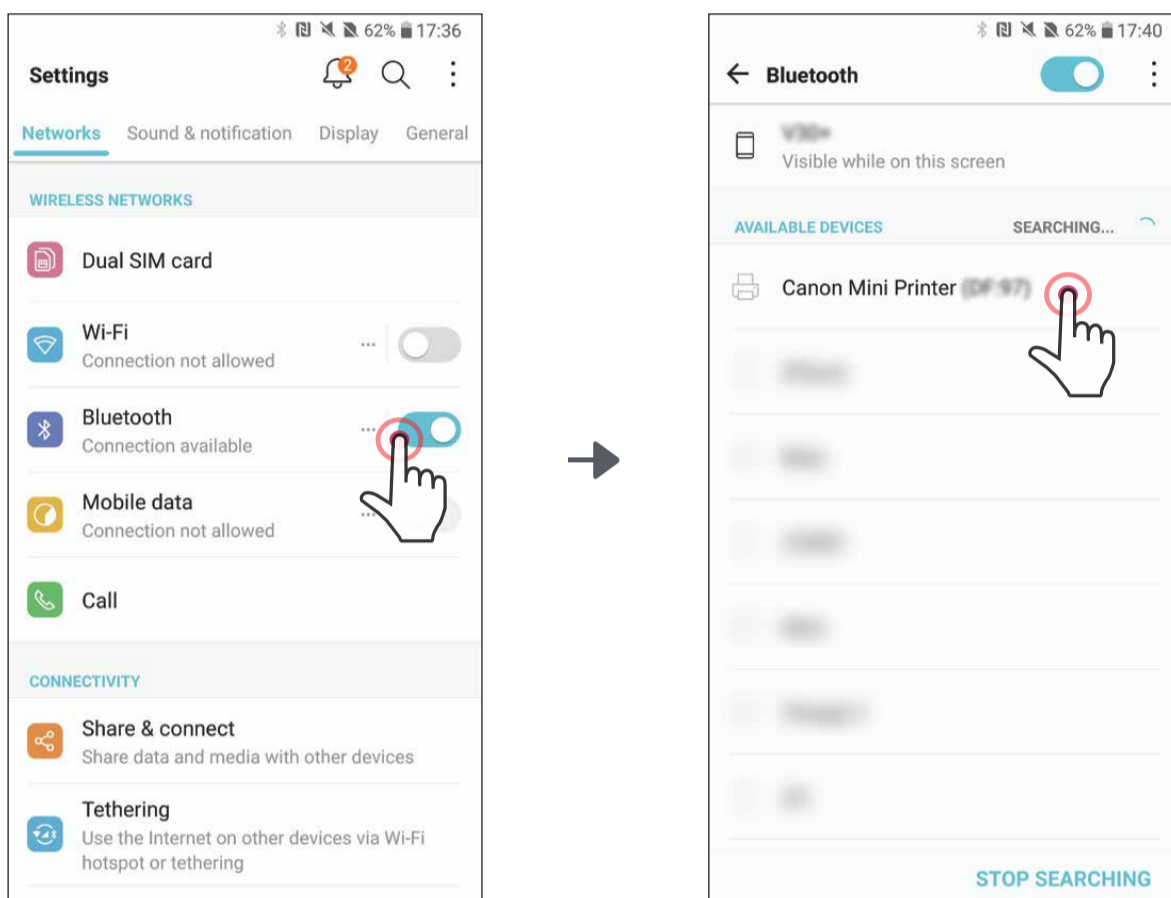 62% 17:36
Settings
2
Networks Sound & notification Display General
WIRELESS NETWORKS
Dual SIM card
Wi-Fi
Connection not allowed
Bluetooth
Connection available
Mobile data
Connection not allowed
Call
CONNECTIVITY
Share & connect
Share data and media with other devices
Tethering
Use the Internet on other devices via Wi-Fi
hotspot or tethering
62% 17:40
Bluetooth
Visible while on this screen
AVAILABLE DEVICES SEARCHING...
Canon Mini Printer
STOP SEARCHING